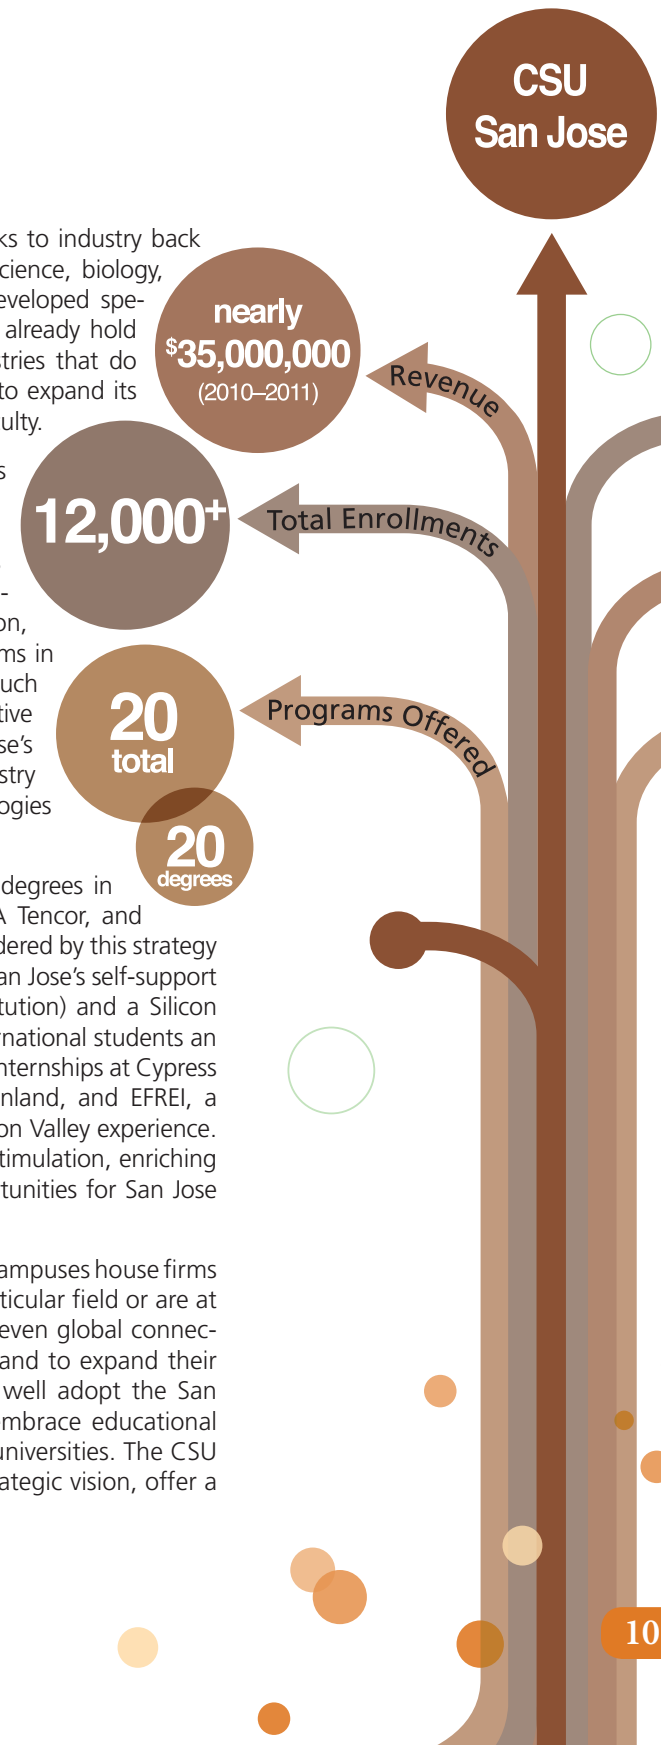 CSU
San Jose
ks to industry back
cience, biology,
eveloped spe-
already hold
stries that do
to expand its
ulty.
nearly
$35,000,000
(2010–2011)
Revenue
s
12,000+
Total Enrollments
-
on,
ms in
uch
tive
se's
stry
ogies
20
total
Programs Offered
20
degrees
degrees in
A Tencor, and
dered by this strategy
an Jose's self-support
tution) and a Silicon
rnational students an
nternships at Cypress
nland, and EFREI, a
on Valley experience.
timulation, enriching
tunities for San Jose
ampuses house firms
ticular field or are at
even global connec-
and to expand their
well adopt the San
embrace educational
universities. The CSU
ategic vision, offer a
10